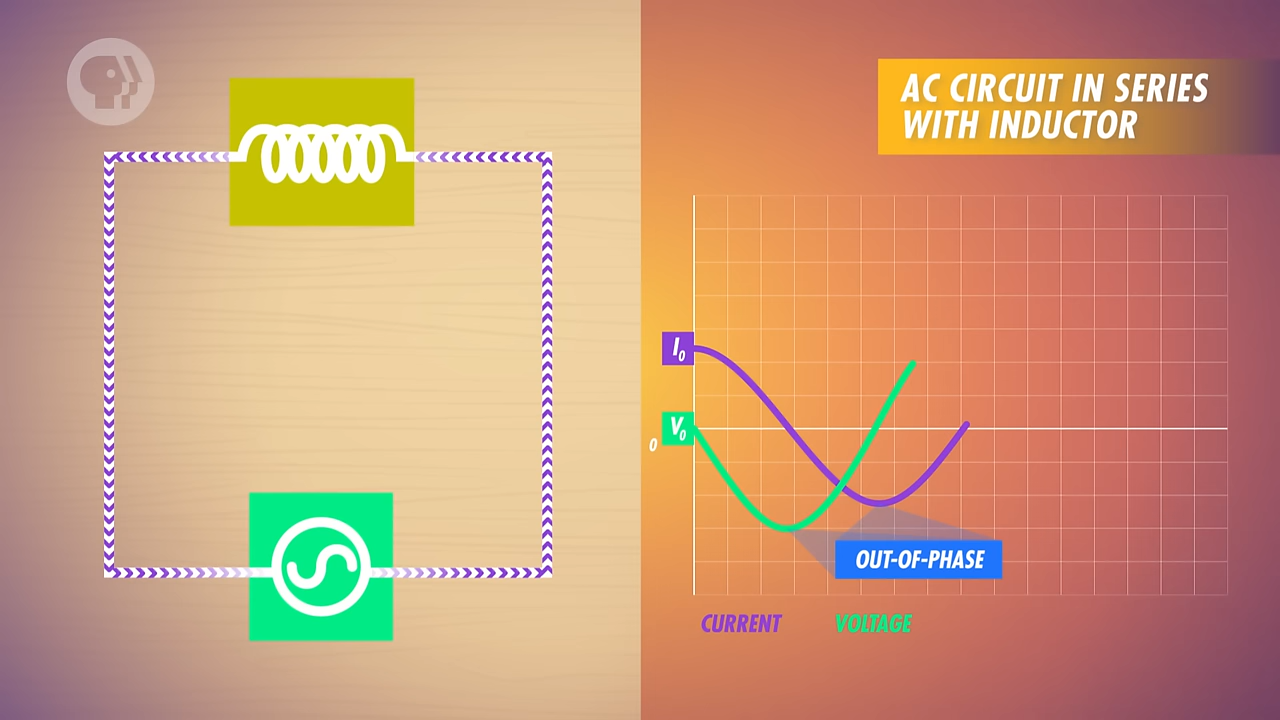 AC CIRCUIT IN SERIES
WITH INDUCTOR
I₀
V₀
0
OUT-OF-PHASE
CURRENT VOLTAGE